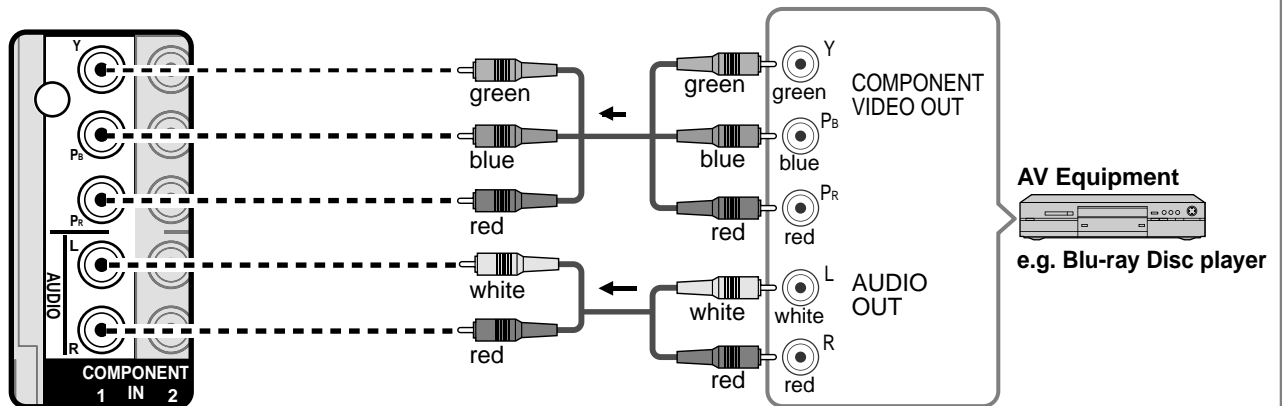 Y
PB
PR
L
AUDIO
R
COMPONENT
1 IN 2
green
blue
red
white
red
green
blue
red
white
red
Y
green
PB
blue
PR
red
COMPONENT
VIDEO OUT
L
white
R
red
AUDIO
OUT
AV Equipment
e.g. Blu-ray Disc player